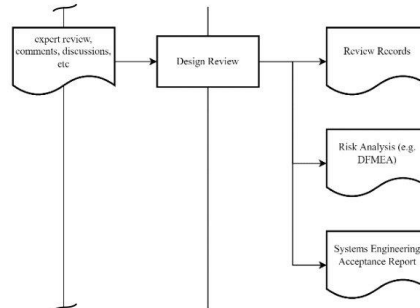 expert review,
comments, discussions,
etc
Design Review
Review Records
Risk Analysis (e.g.
DFMEA)
Systems Engineering
Acceptance Report